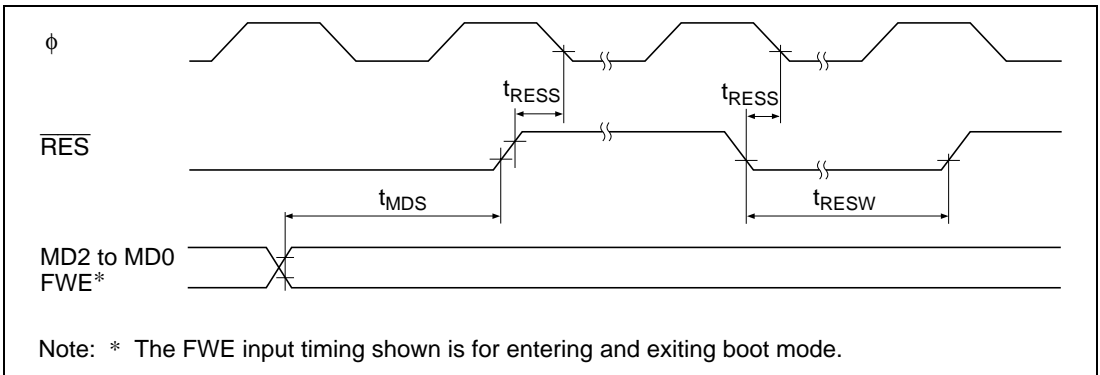 ϕ
tRESS
tRESS
RES
tMDS
tRESW
MD2 to MD0
FWE*
Note: * The FWE input timing shown is for entering and exiting boot mode.